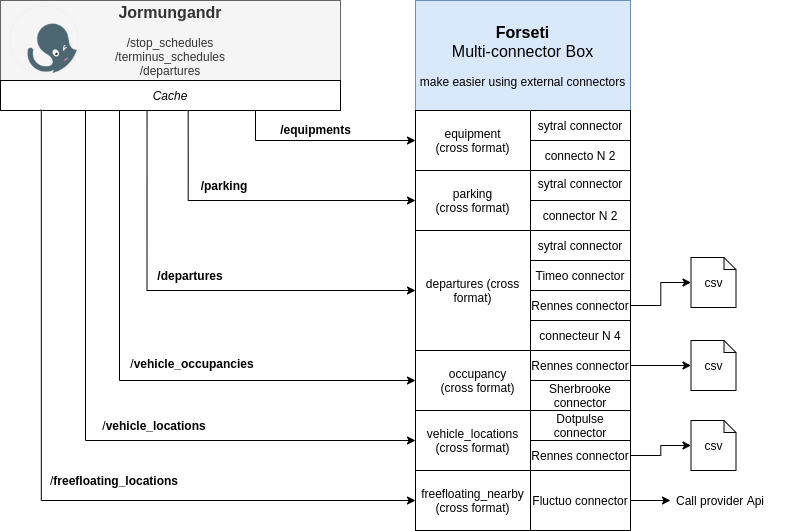 Jormungandr
/stop_schedules
/terminus_schedules
/departures
Cache
Forseti
Multi-connector Box
make easier using external connectors
/equipments
equipment
(cross format)
sytral connector
connecto N 2
/parking
parking
(cross format)
sytral connector
connector N 2
/departures
departures (cross
format)
sytral connector
Timeo connector
Rennes connector
csv
connecteur N 4
/vehicle_occupancies
occupancy
(cross format)
Rennes connector
csv
Sherbrooke
connector
/vehicle_locations
vehicle_locations
(cross format)
Dotpulse
connector
Rennes connector
csv
/freefloating_locations
freefloating_nearby
(cross format)
Fluctuo connector
Call provider Api